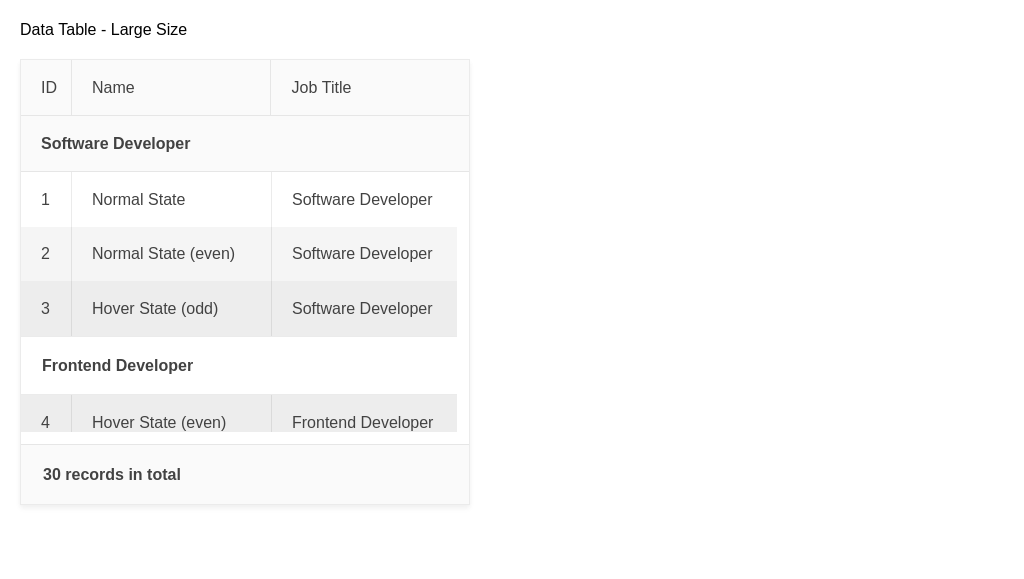 Data Table - Large Size
ID Name Job Title
Software Developer
1 Normal State Software Developer
2 Normal State (even) Software Developer
3 Hover State (odd) Software Developer
Frontend Developer
4 Hover State (even) Frontend Developer
30 records in total